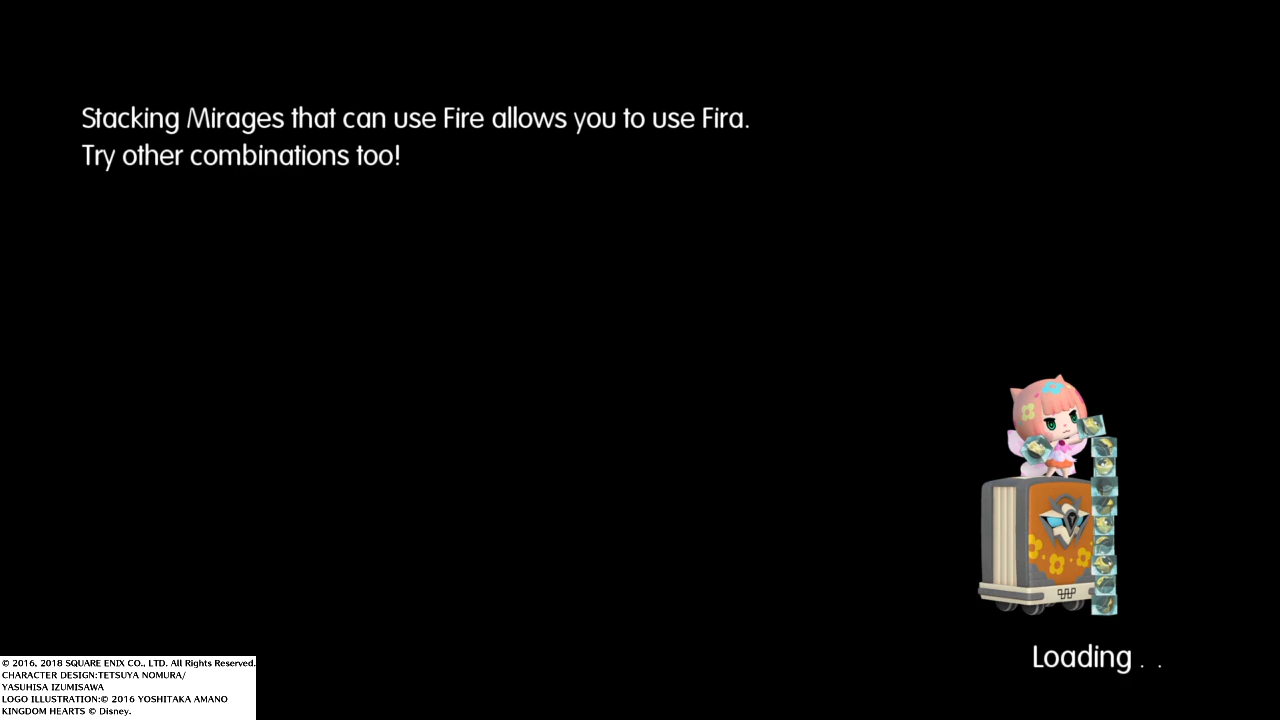 Stacking Mirages that can use Fire allows you to use Fira.
Try other combinations too!
Loading . .
© 2016, 2018 SQUARE ENIX CO., LTD. All Rights Reserved.
CHARACTER DESIGN:TETSUYA NOMURA/
YASUHISA IZUMISAWA
LOGO ILLUSTRATION:© 2016 YOSHITAKA AMANO
KINGDOM HEARTS © Disney.